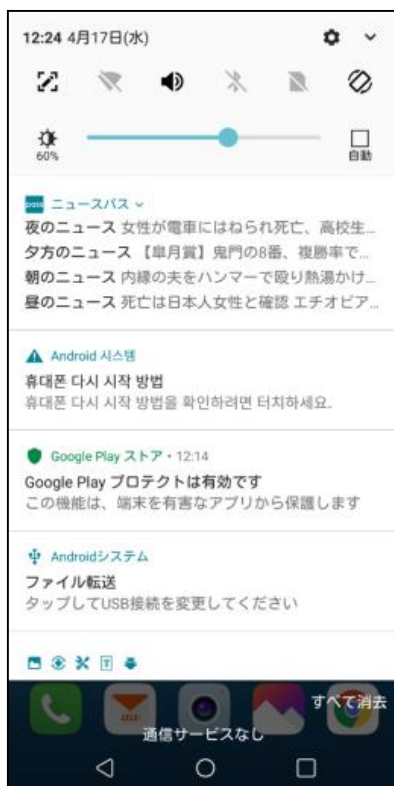 12:24 4月17日(水)
60%
自動
pass ニュースパス
夜のニュース 女性が電車にはねられ死亡、高校生...
夕方のニュース 【皐月賞】鬼門の8番、複勝率で...
朝のニュース 内縁の夫をハンマーで殴り熱湯かけ...
昼のニュース 死亡は日本人女性と確認 エチオピア...
Android 시스템
휴대폰 다시 시작 방법
휴대폰 다시 시작 방법을 확인하려면 터치하세요.
Google Play ストア・12:14
Google Play プロテクトは有効です
この機能は、端末を有害なアプリから保護します
Androidシステム
ファイル転送
タップしてUSB接続を変更してください
すべて消去
通信サービスなし